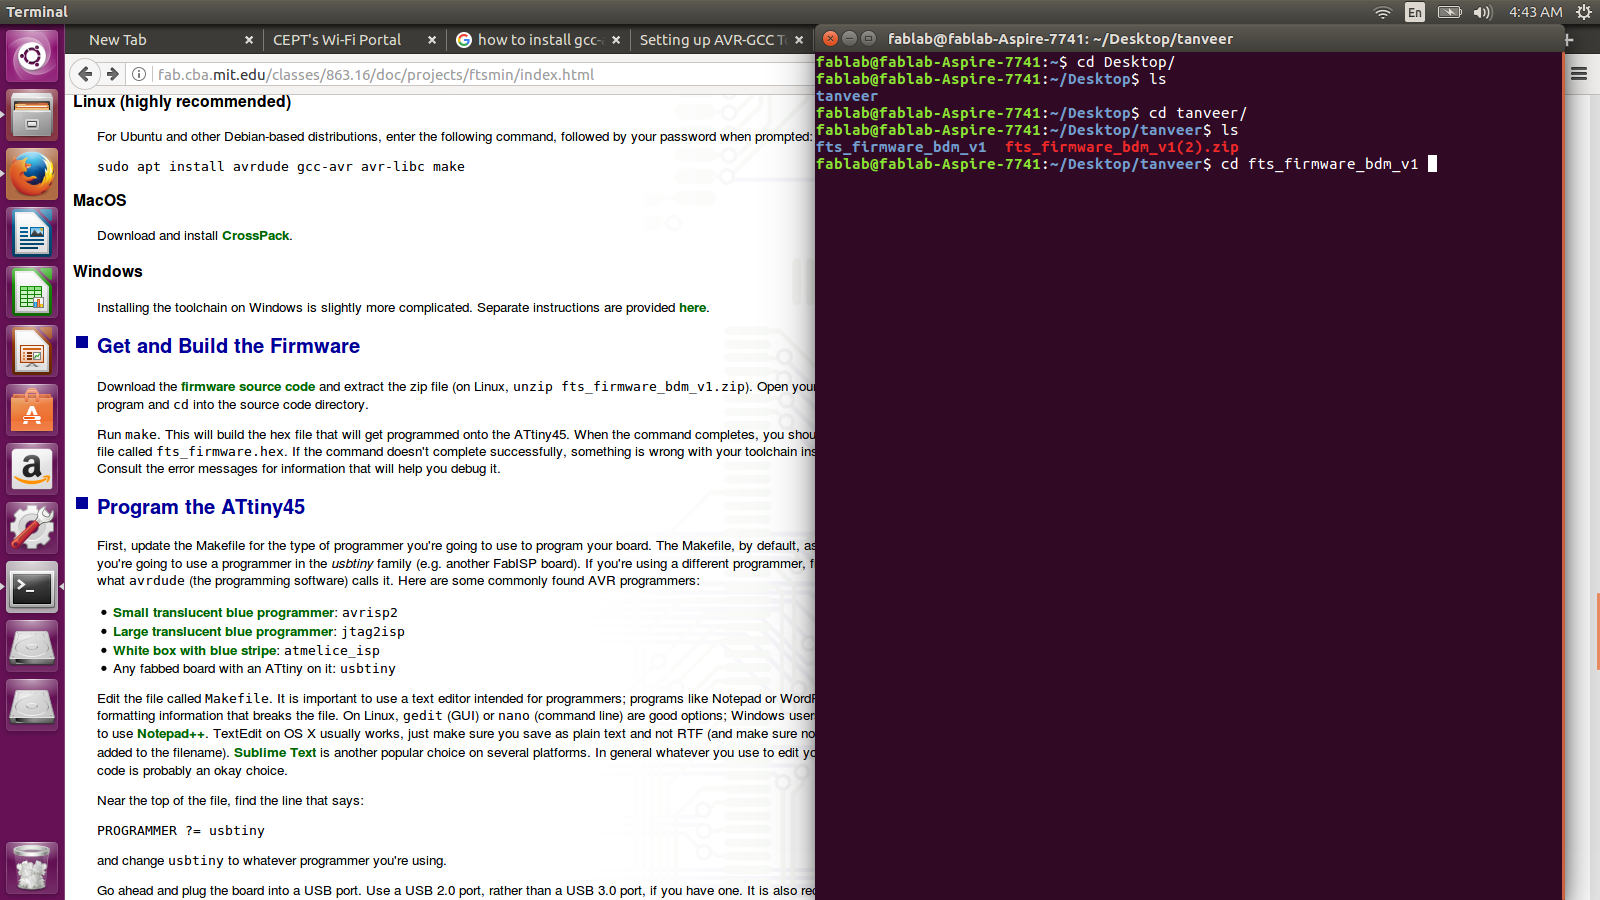 Terminal
En
4:43 AM
New Tab
CEPT's Wi-Fi Portal
how to install gcc-
Setting up AVR-GCC T
fab.cba.mit.edu/classes/863.16/doc/projects/ftsmin/index.html
Linux (highly recommended)
For Ubuntu and other Debian-based distributions, enter the following command, followed by your password when prompted:
sudo apt install avrdude gcc-avr avr-libc make
MacOS
Download and install CrossPack.
Windows
Installing the toolchain on Windows is slightly more complicated. Separate instructions are provided here.
Get and Build the Firmware
Download the firmware source code and extract the zip file (on Linux, unzip fts_firmware_bdm_v1.zip). Open your
program and cd into the source code directory.
Run make. This will build the hex file that will get programmed onto the ATtiny45. When the command completes, you shou
file called fts_firmware.hex. If the command doesn't complete successfully, something is wrong with your toolchain ins
Consult the error messages for information that will help you debug it.
Program the ATtiny45
First, update the Makefile for the type of programmer you're going to use to program your board. The Makefile, by default, as
you're going to use a programmer in the usbtiny family (e.g. another FabISP board). If you're using a different programmer, f
what avrdude (the programming software) calls it. Here are some commonly found AVR programmers:
Small translucent blue programmer: avrisp2
Large translucent blue programmer: jtag2isp
White box with blue stripe: atmelice_isp
Any fabbed board with an ATtiny on it: usbtiny
Edit the file called Makefile. It is important to use a text editor intended for programmers; programs like Notepad or WordP
formatting information that breaks the file. On Linux, gedit (GUI) or nano (command line) are good options; Windows user
to use Notepad++. TextEdit on OS X usually works, just make sure you save as plain text and not RTF (and make sure no
added to the filename). Sublime Text is another popular choice on several platforms. In general whatever you use to edit yo
code is probably an okay choice.
Near the top of the file, find the line that says:
PROGRAMMER ?= usbtiny
and change usbtiny to whatever programmer you're using.
Go ahead and plug the board into a USB port. Use a USB 2.0 port, rather than a USB 3.0 port, if you have one. It is also rec
fablab@fablab-Aspire-7741: ~/Desktop/tanveer
fablab@fablab-Aspire-7741:~$ cd Desktop/
fablab@fablab-Aspire-7741:~/Desktop$ ls
tanveer
fablab@fablab-Aspire-7741:~/Desktop$ cd tanveer/
fablab@fablab-Aspire-7741:~/Desktop/tanveer$ ls
fts_firmware_bdm_v1  fts_firmware_bdm_v1(2).zip
fablab@fablab-Aspire-7741:~/Desktop/tanveer$ cd fts_firmware_bdm_v1